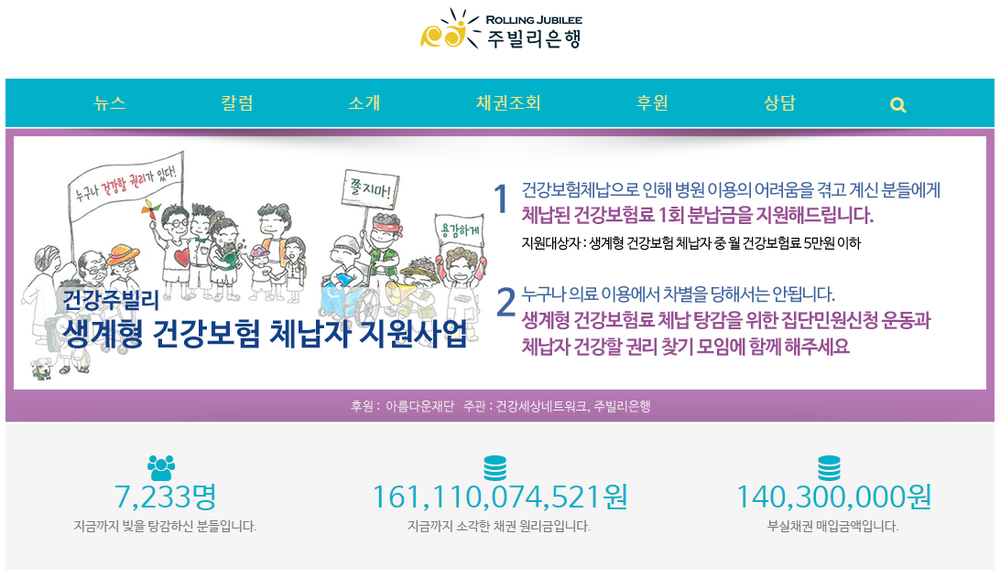 ROLLING JUBILEE
주빌리은행
뉴스 칼럼 소개 채권조회 후원 상담
누구나 건강할 권리가 있다!
쫄지마!
용감하게
건강주빌리
생계형 건강보험 체납자 지원사업
1 건강보험체납으로 인해 병원 이용의 어려움을 겪고 계신 분들에게
체납된 건강보험료 1회 분납금을 지원해드립니다.
지원대상자 : 생계형 건강보험 체납자 중 월 건강보험료 5만원 이하
2 누구나 의료 이용에서 차별을 당해서는 안됩니다.
생계형 건강보험료 체납 탕감을 위한 집단민원신청 운동과
체납자 건강할 권리 찾기 모임에 함께 해주세요
후원 : 아름다운재단 주관 : 건강세상네트워크, 주빌리은행
7,233명
지금까지 빚을 탕감하신 분들입니다.
161,110,074,521원
지금까지 소각한 채권 원리금입니다.
140,300,000원
부실채권 매입금액입니다.